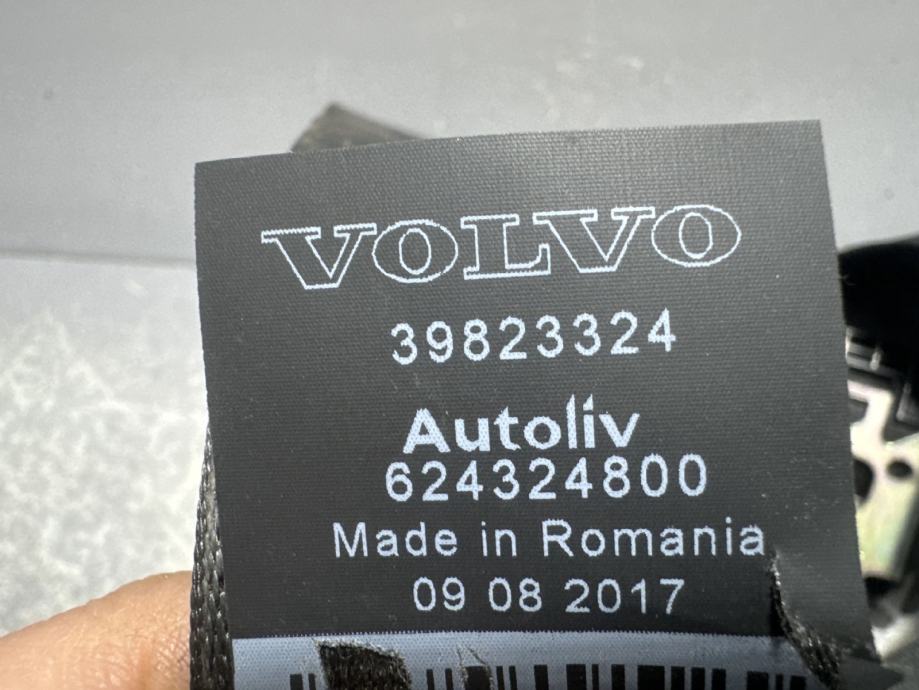 VOLVO
39823324
Autoliv
624324800
Made in Romania
09 08 2017